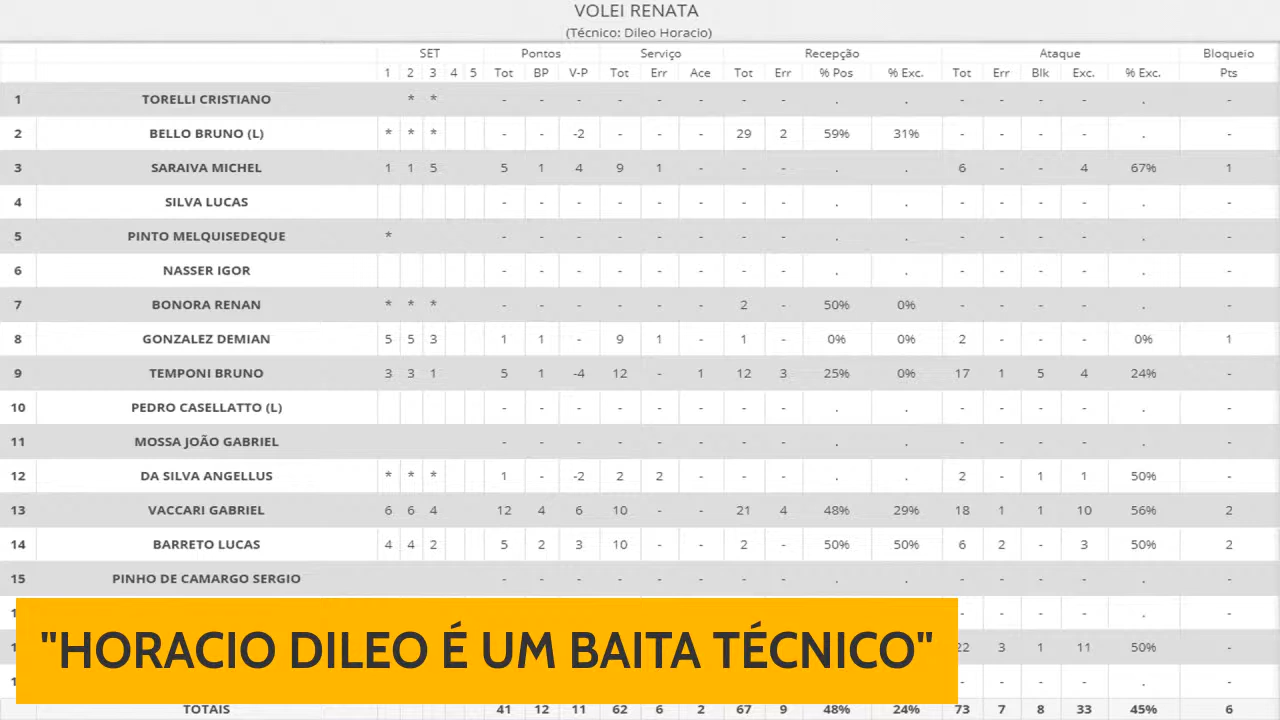 VOLEI RENATA
(Técnico: Dileo Horacio)
SET Pontos Serviço Recepção Ataque Bloqueio
1 2 3 4 5 Tot BP V-P Tot Err Ace Tot Err % Pos % Exc. Tot Err Blk Exc. % Exc. Pts
1 TORELLI CRISTIANO * * - - - - - - - - . . - - - - . -
2 BELLO BRUNO (L) * * * - - -2 - - - 29 2 59% 31% - - - - . -
3 SARAIVA MICHEL 1 1 5 5 1 4 9 1 - - - . . 6 - - 4 67% 1
4 SILVA LUCAS - - - - - - - - . . - - - - . -
5 PINTO MELQUISEDEQUE * - - - - - - - - . . - - - - . -
6 NASSER IGOR - - - - - - - - . . - - - - . -
7 BONORA RENAN * * * - - - - - - 2 - 50% 0% - - - - . -
8 GONZALEZ DEMIAN 5 5 3 1 1 - 9 1 - 1 - 0% 0% 2 - - - 0% 1
9 TEMPONI BRUNO 3 3 1 5 1 -4 12 - 1 12 3 25% 0% 17 1 5 4 24% -
10 PEDRO CASELLATTO (L) - - - - - - - - . . - - - - . -
11 MOSSA JOÃO GABRIEL - - - - - - - - . . - - - - . -
12 DA SILVA ANGELLUS * * * 1 - -2 2 2 - - - . . 2 - 1 1 50% -
13 VACCARI GABRIEL 6 6 4 12 4 6 10 - - 21 4 48% 29% 18 1 1 10 56% 2
14 BARRETO LUCAS 4 4 2 5 2 3 10 - - 2 - 50% 50% 6 2 - 3 50% 2
15 PINHO DE CAMARGO SERGIO - - - - - - - - . . - - - - . -
- - - - . -
"HORACIO DILEO É UM BAITA TÉCNICO"
22 3 1 11 50% -
- - - - . -
TOTAIS 41 12 11 62 6 2 67 9 48% 24% 73 7 8 33 45% 6